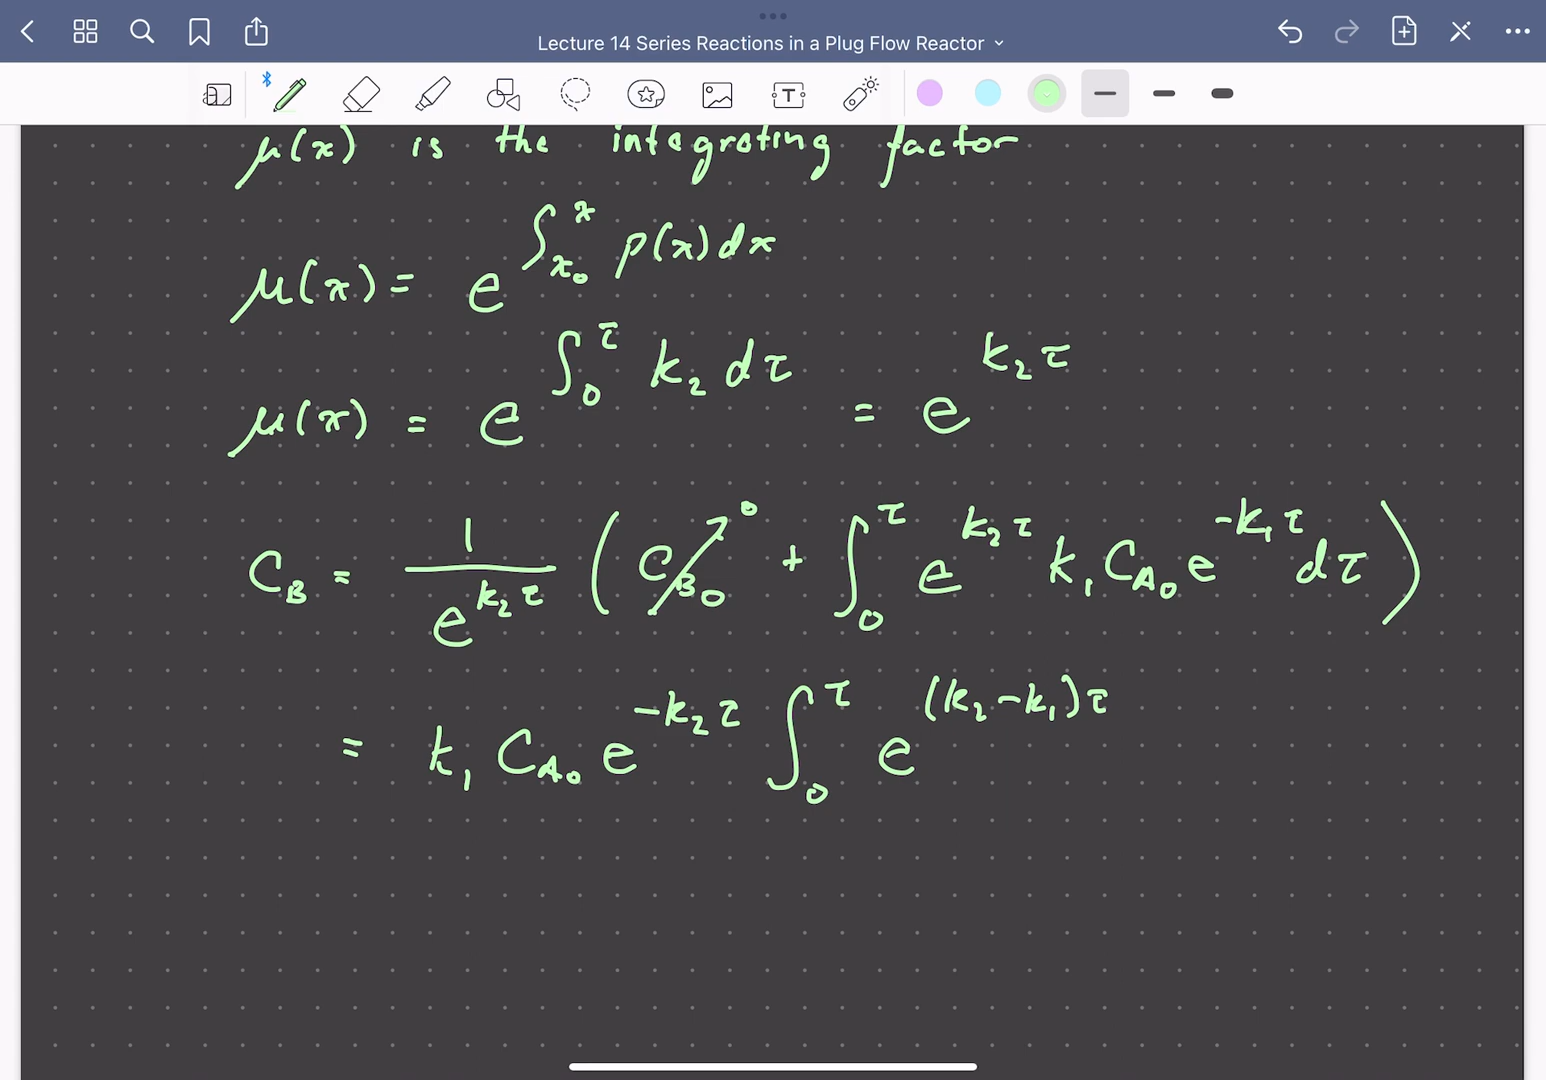 Lecture 14 Series Reactions in a Plug Flow Reactor
μ(x) is the integrating factor
μ(x) = e^{∫_{x₀}^{x} p(x)dx}
μ(x) = e^{∫_0^τ k₂ dτ} = e^{k₂τ}
C_B = \frac{1}{e^{k₂τ}} ( C_{B0}↗0 + ∫_0^τ e^{k₂τ} k₁ C_{A0} e^{-k₁τ} dτ )
= k₁ C_{A0} e^{-k₂τ} ∫_0^τ e^{(k₂-k₁)τ}